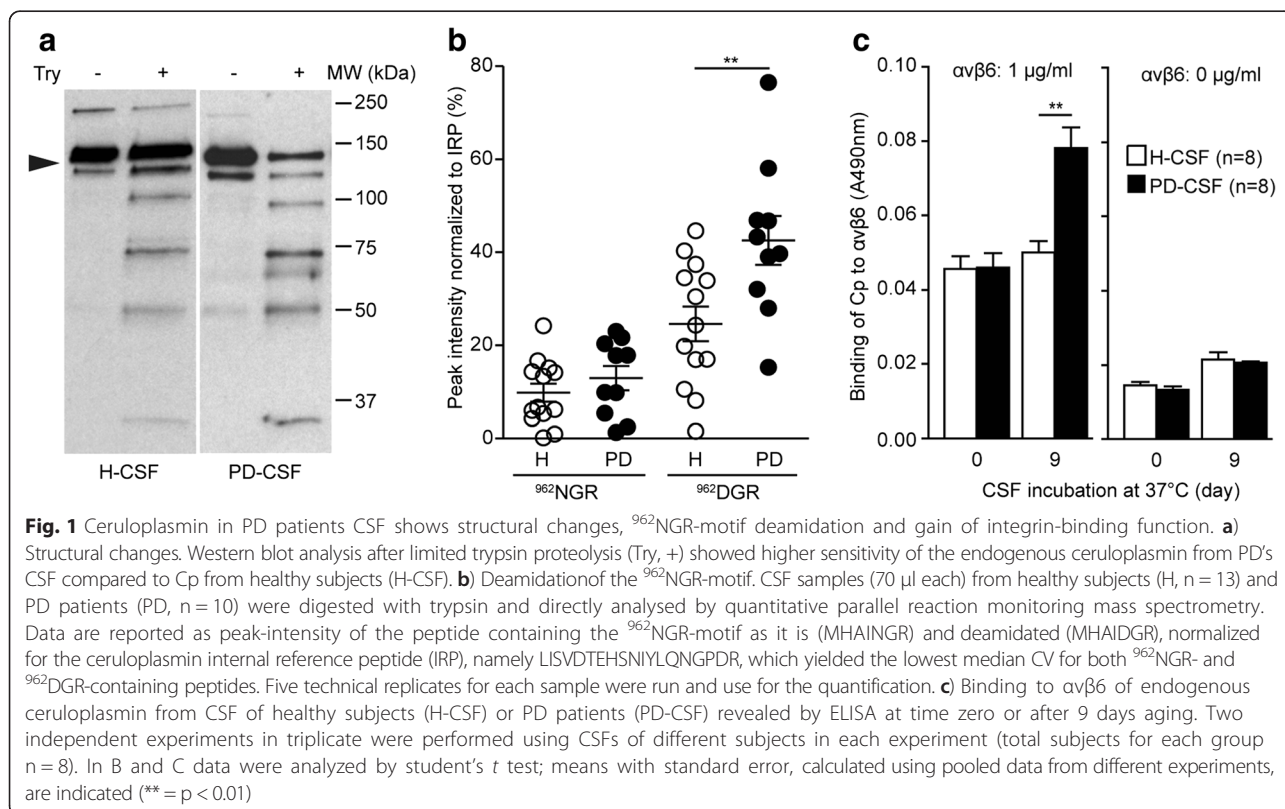 a
Try - + - + MW (kDa)
250
150
100
75
50
37
H-CSF PD-CSF
b
Peak intensity normalized to IRP (%)
80
60
40
20
0
**
H PD H PD
⁹⁶²NGR ⁹⁶²DGR
c
αvβ6: 1 µg/ml αvβ6: 0 µg/ml
Binding of Cp to αvβ6 (A490nm)
0.10
0.08
0.06
0.04
0.02
0.00
**
H-CSF (n=8)
PD-CSF (n=8)
0 9 0 9
CSF incubation at 37°C (day)
Fig. 1 Ceruloplasmin in PD patients CSF shows structural changes, ⁹⁶²NGR-motif deamidation and gain of integrin-binding function. a)
Structural changes. Western blot analysis after limited trypsin proteolysis (Try, +) showed higher sensitivity of the endogenous ceruloplasmin from PD's
CSF compared to Cp from healthy subjects (H-CSF). b) Deamidationof the ⁹⁶²NGR-motif. CSF samples (70 µl each) from healthy subjects (H, n = 13) and
PD patients (PD, n = 10) were digested with trypsin and directly analysed by quantitative parallel reaction monitoring mass spectrometry.
Data are reported as peak-intensity of the peptide containing the ⁹⁶²NGR-motif as it is (MHAINGR) and deamidated (MHAIDGR), normalized
for the ceruloplasmin internal reference peptide (IRP), namely LISVDTEHSNIYLQNGPDR, which yielded the lowest median CV for both ⁹⁶²NGR- and
⁹⁶²DGR-containing peptides. Five technical replicates for each sample were run and use for the quantification. c) Binding to αvβ6 of endogenous
ceruloplasmin from CSF of healthy subjects (H-CSF) or PD patients (PD-CSF) revealed by ELISA at time zero or after 9 days aging. Two
independent experiments in triplicate were performed using CSFs of different subjects in each experiment (total subjects for each group
n = 8). In B and C data were analyzed by student's t test; means with standard error, calculated using pooled data from different experiments,
are indicated (** = p < 0.01)